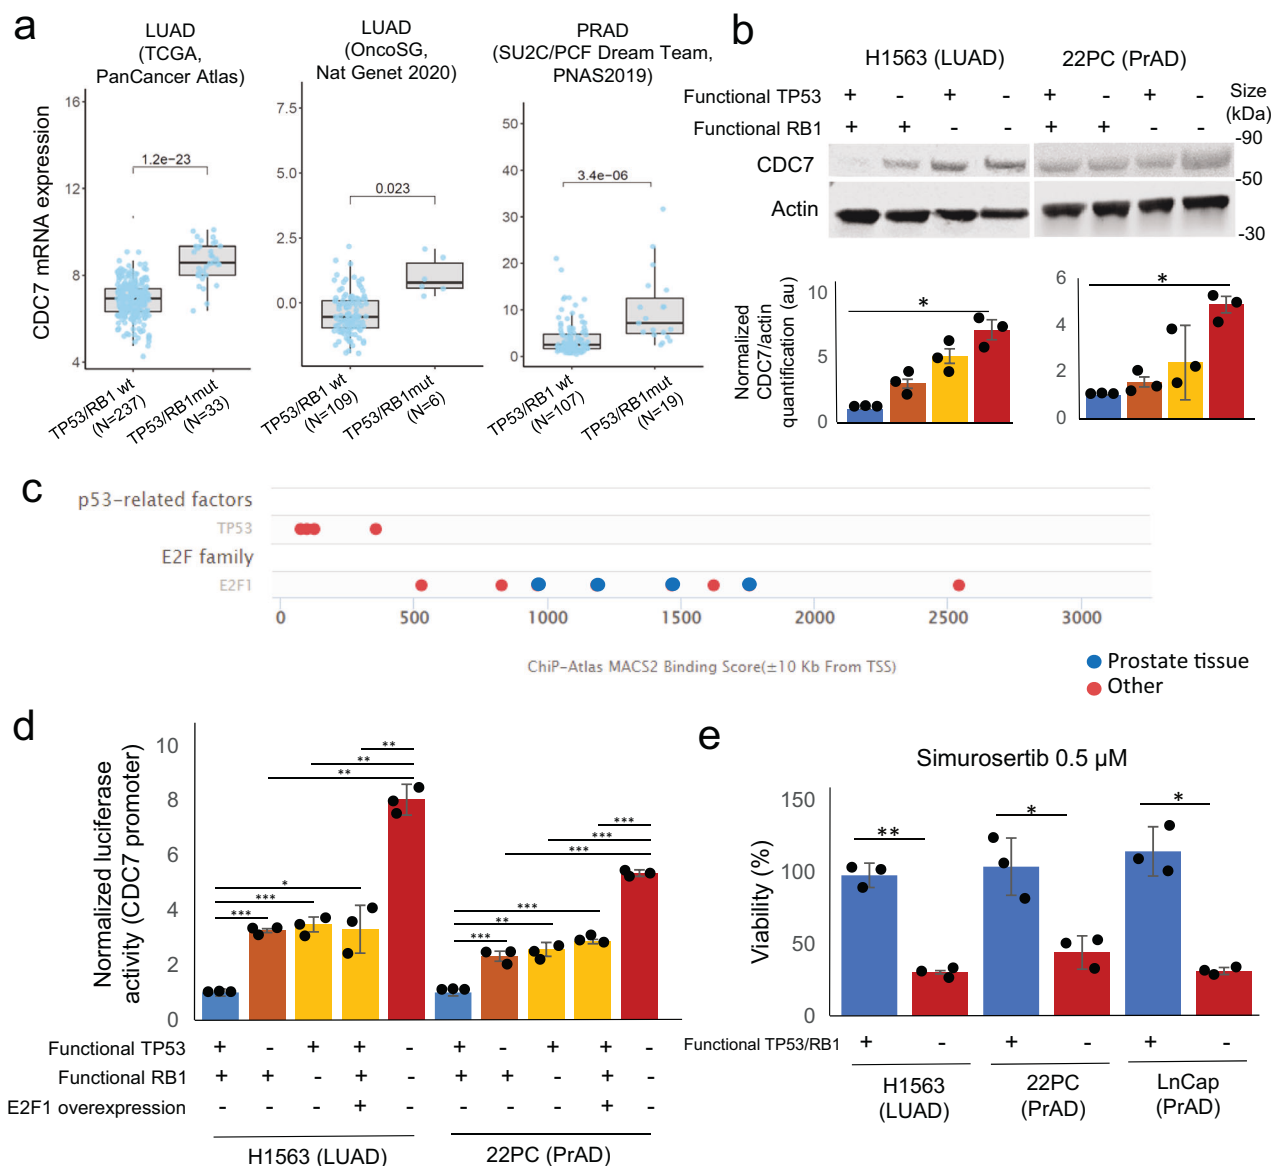 a
LUAD
(TCGA,
PanCancer Atlas)
LUAD
(OncoSG,
Nat Genet 2020)
PRAD
(SU2C/PCF Dream Team,
PNAS2019)
CDC7 mRNA expression
16
12
8
4
1.2e−23
7.5
5.0
2.5
0.0
0.023
50
40
30
20
10
0
3.4e−06
TP53/RB1 wt
(N=237)
TP53/RB1mut
(N=33)
TP53/RB1 wt
(N=109)
TP53/RB1mut
(N=6)
TP53/RB1 wt
(N=107)
TP53/RB1mut
(N=19)
b
H1563 (LUAD)
22PC (PrAD)
Functional TP53 + - + - + - + -
Functional RB1 + + - - + + - -
Size
(kDa)
-90
-50
-30
CDC7
Actin
Normalized
CDC7/actin
quantification (au)
10
5
0
*
6
4
2
0
*
c
p53-related factors
TP53
E2F family
E2F1
0 500 1000 1500 2000 2500 3000
ChiP-Atlas MACS2 Binding Score(±10 Kb From TSS)
Prostate tissue
Other
d
Normalized luciferase
activity (CDC7 promoter)
10
8
6
4
2
0
**
**
**
*
***
***
***
***
***
***
**
***
Functional TP53 + - + + - + - + + -
Functional RB1 + + - + - + + - + -
E2F1 overexpression - - - + - - - - + -
H1563 (LUAD)
22PC (PrAD)
e
Simurosertib 0.5 µM
Viability (%)
150
100
50
0
**
*
*
Functional TP53/RB1 + - + - + -
H1563
(LUAD)
22PC
(PrAD)
LnCap
(PrAD)